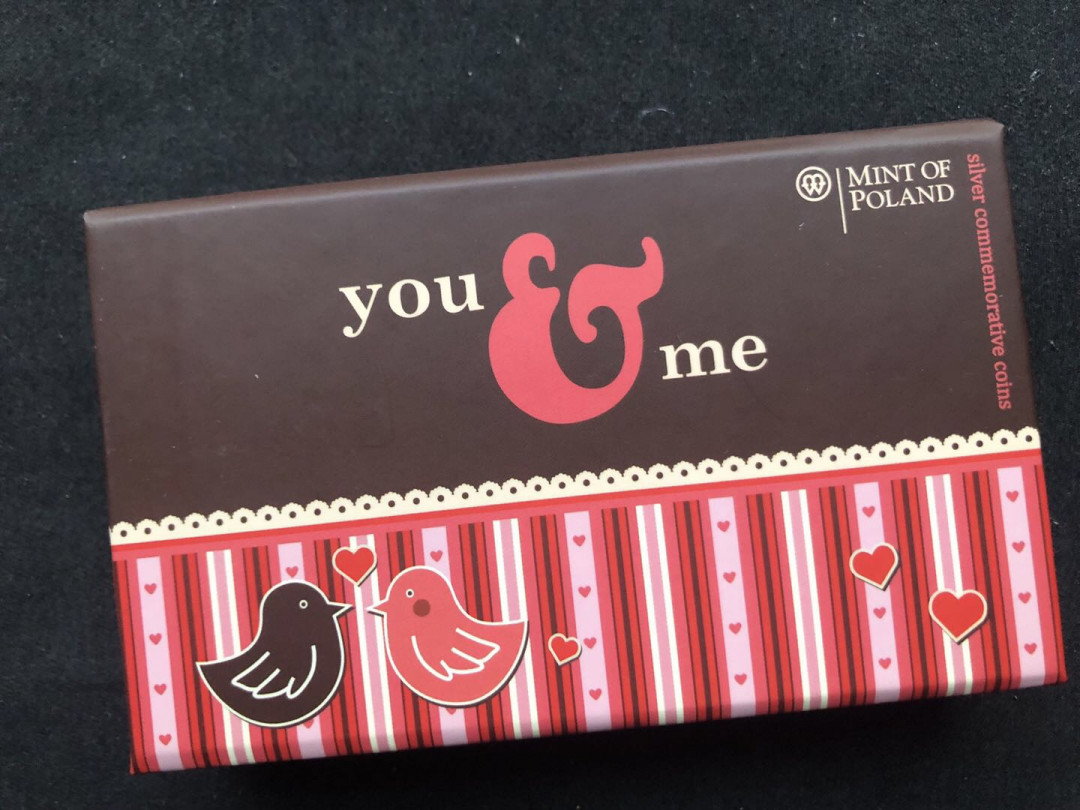 MINT OF
POLAND
silver commemorative coins
you
&
me